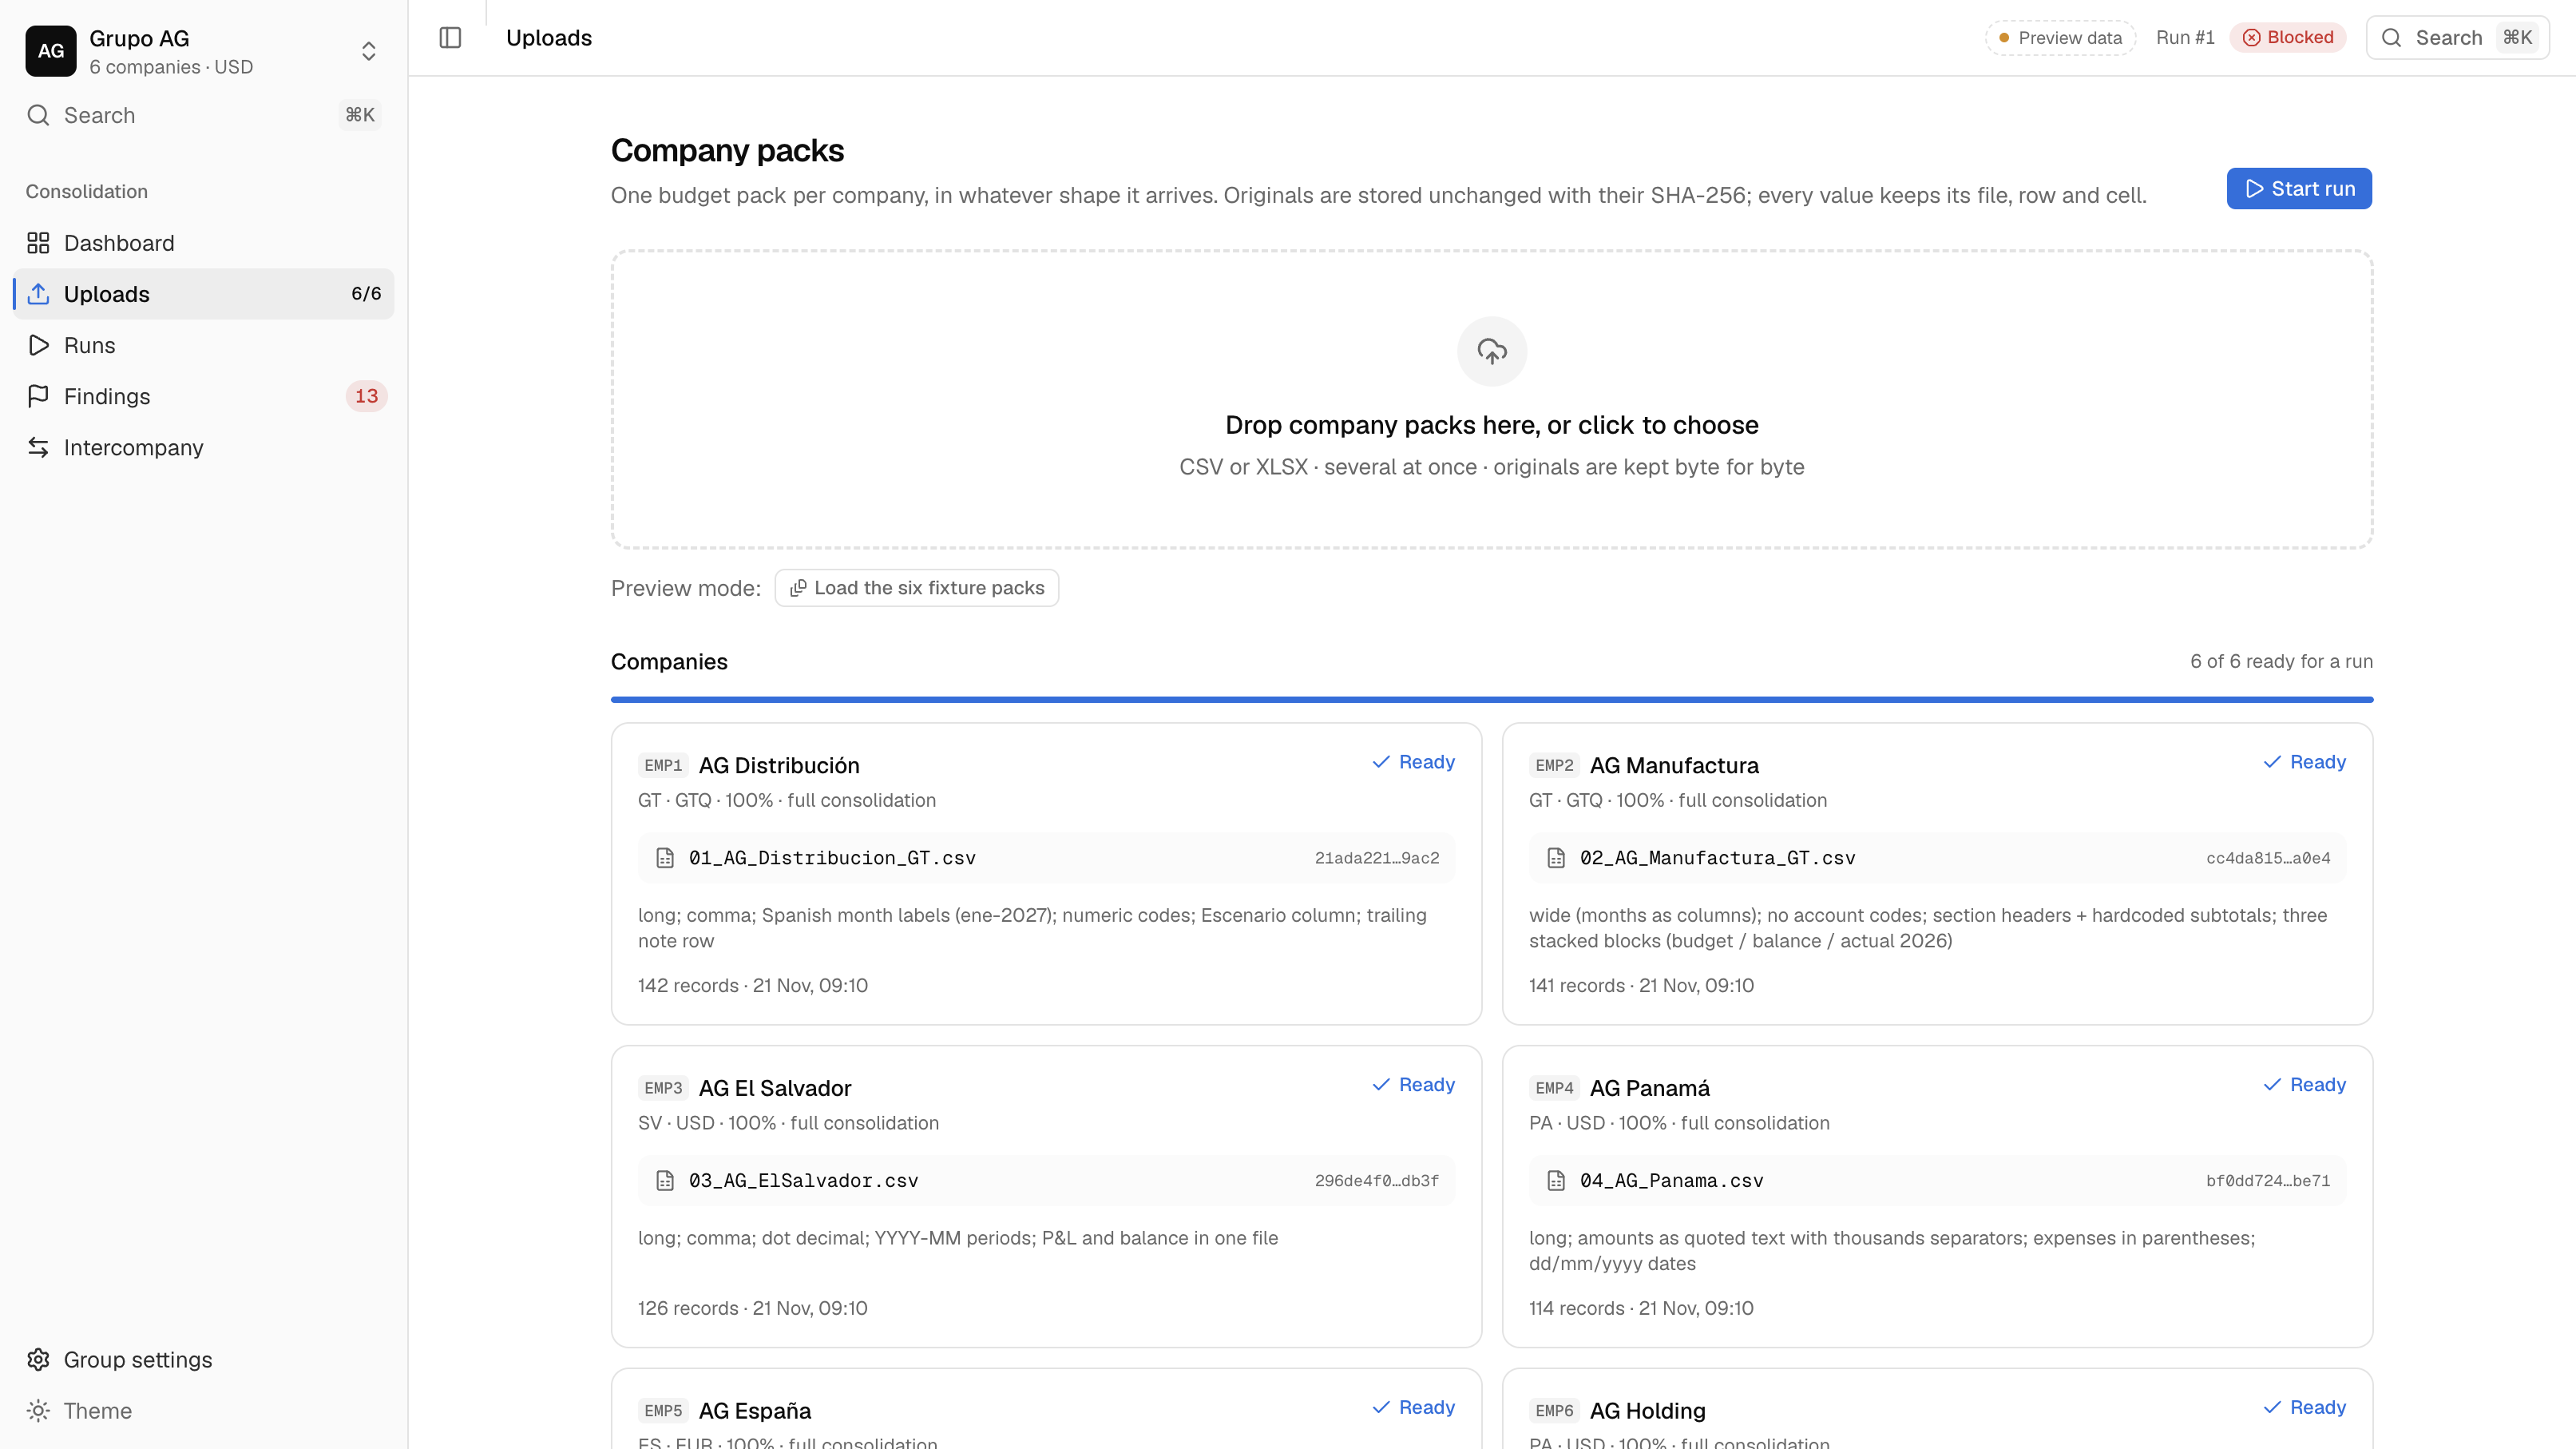 AG
Grupo AG
6 companies · USD
Search
⌘K
Consolidation
Dashboard
Uploads
6/6
Runs
Findings
13
Intercompany
Group settings
Theme
Uploads
Preview data
Run #1
Blocked
Search
⌘K
Company packs
One budget pack per company, in whatever shape it arrives. Originals are stored unchanged with their SHA-256; every value keeps its file, row and cell.
Start run
Drop company packs here, or click to choose
CSV or XLSX · several at once · originals are kept byte for byte
Preview mode:
Load the six fixture packs
Companies
6 of 6 ready for a run
EMP1 AG Distribución
Ready
GT · GTQ · 100% · full consolidation
01_AG_Distribucion_GT.csv
21ada221…9ac2
long; comma; Spanish month labels (ene-2027); numeric codes; Escenario column; trailing
note row
142 records · 21 Nov, 09:10
EMP2 AG Manufactura
Ready
GT · GTQ · 100% · full consolidation
02_AG_Manufactura_GT.csv
cc4da815…a0e4
wide (months as columns); no account codes; section headers + hardcoded subtotals; three
stacked blocks (budget / balance / actual 2026)
141 records · 21 Nov, 09:10
EMP3 AG El Salvador
Ready
SV · USD · 100% · full consolidation
03_AG_ElSalvador.csv
296de4f0…db3f
long; comma; dot decimal; YYYY-MM periods; P&L and balance in one file
126 records · 21 Nov, 09:10
EMP4 AG Panamá
Ready
PA · USD · 100% · full consolidation
04_AG_Panama.csv
bf0dd724…be71
long; amounts as quoted text with thousands separators; expenses in parentheses;
dd/mm/yyyy dates
114 records · 21 Nov, 09:10
EMP5 AG España
Ready
ES · EUR · 100% · full consolidation
EMP6 AG Holding
Ready
PA · USD · 100% · full consolidation